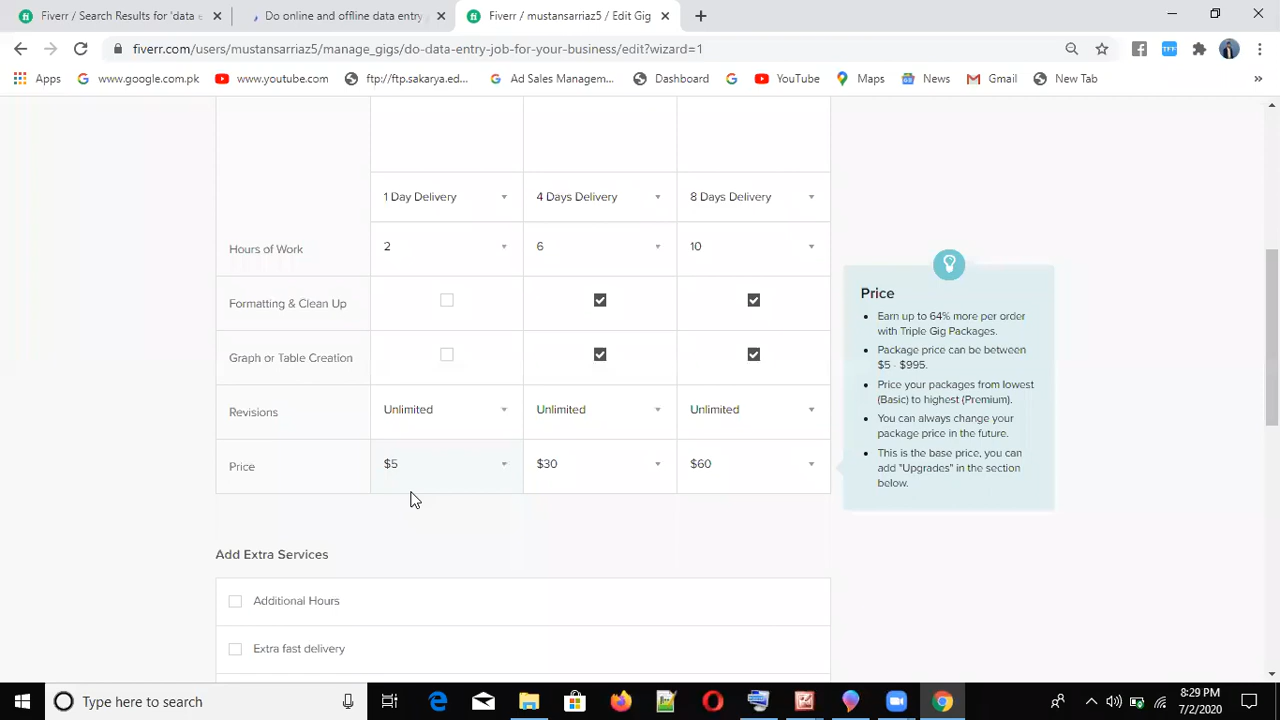 Fiverr / Search Results for 'data e
Do online and offline data entry
Fiverr / mustansarriaz5 / Edit Gig
fiverr.com/users/mustansarriaz5/manage_gigs/do-data-entry-job-for-your-business/edit?wizard=1
Apps
www.google.com.pk
www.youtube.com
ftp://ftp.sakarya.ed...
Ad Sales Managem...
Dashboard
YouTube
Maps
News
Gmail
New Tab
»
1 Day Delivery
4 Days Delivery
8 Days Delivery
Hours of Work
2
6
10
Formatting & Clean Up
Graph or Table Creation
Revisions
Unlimited
Unlimited
Unlimited
Price
$5
$30
$60
Price
Earn up to 64% more per order
with Triple Gig Packages.
Package price can be between
$5 - $995.
Price your packages from lowest
(Basic) to highest (Premium).
You can always change your
package price in the future.
This is the base price, you can
add "Upgrades" in the section
below.
Add Extra Services
Additional Hours
Extra fast delivery
Type here to search
8:29 PM
7/2/2020